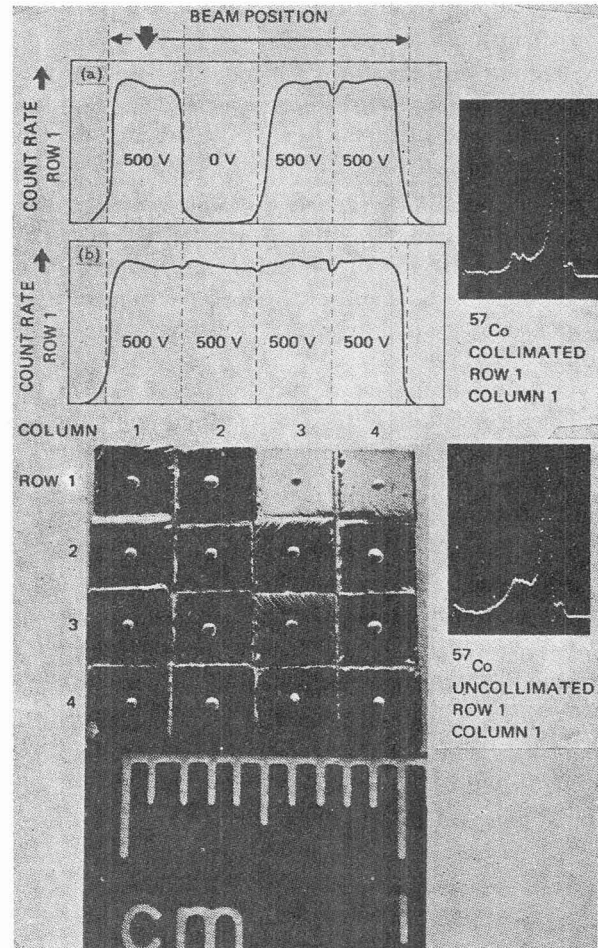 BEAM POSITION
(a)
COUNT RATE
ROW 1
500 V 0 V 500 V 500 V
(b)
COUNT RATE
ROW 1
500 V 500 V 500 V 500 V
57Co
COLLIMATED
ROW 1
COLUMN 1
COLUMN 1 2 3 4
ROW 1
2
3
4
57Co
UNCOLLIMATED
ROW 1
COLUMN 1
cm